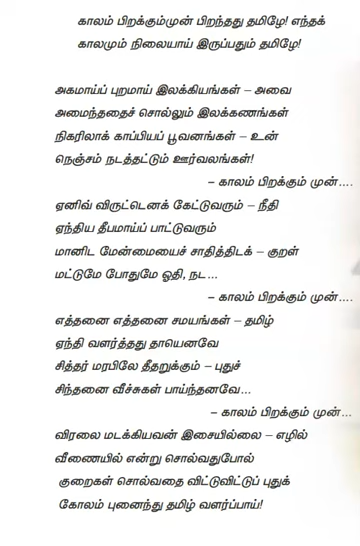 காலம் பிறக்கும்முன் பிறந்தது தமிழே! எந்தக்
காலமும் நிலையாய் இருப்பதும் தமிழே!
அகமாய்ப் புறமாய் இலக்கியங்கள் – அவை
அமைந்ததைச் சொல்லும் இலக்கணங்கள்
நிகரிலாக் காப்பியப் பூவனங்கள் – உன்
நெஞ்சம் நடத்தட்டும் ஊர்வலங்கள்!
– காலம் பிறக்கும் முன்....
ஏனிவ் விருட்டெனக் கேட்டுவரும் – நீதி
ஏந்திய தீபமாய்ப் பாட்டுவரும்
மானிட மேன்மையைச் சாதித்திடக் – குறள்
மட்டுமே போதுமே ஓதி, நட...
– காலம் பிறக்கும் முன்....
எத்தனை எத்தனை சமயங்கள் – தமிழ்
ஏந்தி வளர்த்தது தாயெனவே
சித்தர் மரபிலே தீதறுக்கும் – புதுச்
சிந்தனை வீச்சுகள் பாய்ந்தனவே...
– காலம் பிறக்கும் முன்...
விரலை மடக்கியவன் இசையில்லை – எழில்
வீணையில் என்று சொல்வதுபோல்
குறைகள் சொல்வதை விட்டுவிட்டுப் புதுக்
கோலம் புனைந்து தமிழ் வளர்ப்பாய்!